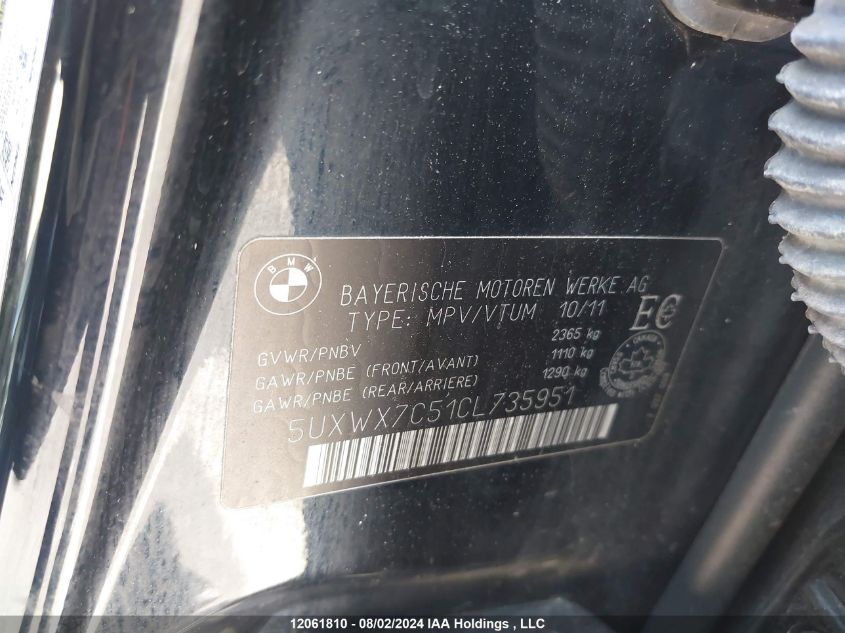 BMW
BAYERISCHE MOTOREN WERKE AG
TYPE: MPV/VTUM 10/11
EC
GVWR/PNBV 2365 kg
GAWR/PNBE (FRONT/AVANT) 1110 kg
GAWR/PNBE (REAR/ARRIERE) 1290 kg
5UXWX7C51CL735951
12061810 - 08/02/2024 IAA Holdings , LLC